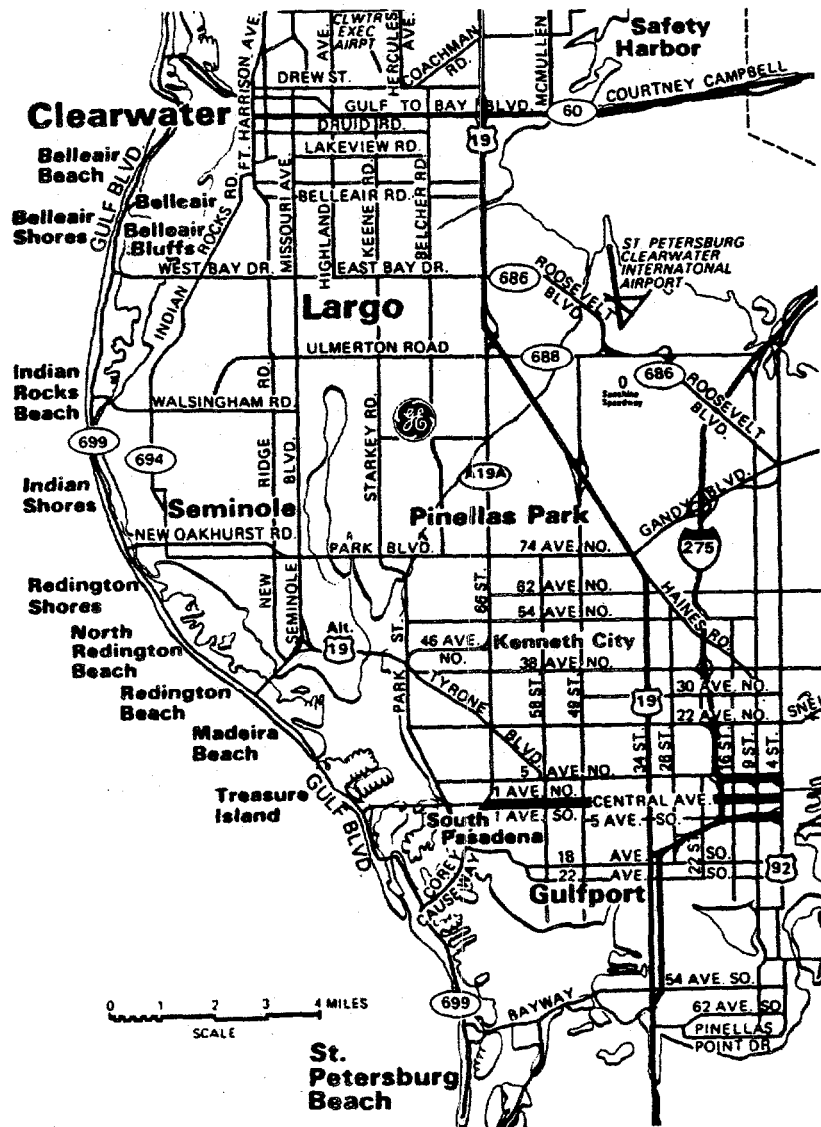 CLWTR
EXEC
AIRPT
FT. HARRISON AVE.
AVE.
HERCULES
AVE.
COACHMAN
RD.
MCMULLEN
Safety
Harbor
DREW ST.
COURTNEY CAMPBELL
GULF TO BAY BLVD.
60
Clearwater
DRUID RD.
19
LAKEVIEW RD.
Belleair
Beach
GULF BLVD.
BELLEAIR RD.
Belleair
Belleair
Shores
Belleair
Bluffs
INDIAN ROCKS RD.
MISSOURI AVE.
HIGHLAND
KEENE RD.
BELCHER RD.
ST PETERSBURG
CLEARWATER
INTERNATONAL
AIRPORT
WEST BAY DR.
EAST BAY DR.
686
ROOSEVELT
BLVD.
Largo
ULMERTON ROAD
688
Indian
Rocks
Beach
WALSINGHAM RD.
STARKEY RD.
GE
Sunshine
Speedway
686
ROOSEVELT
BLVD.
699
694
RIDGE
RD.
BLVD.
A19A
Indian
Shores
Seminole
Pinellas Park
GANDY BLVD.
NEW OAKHURST RD.
PARK BLVD.
74 AVE. NO.
275
Redington
Shores
NEW
SEMINOLE
66 ST.
62 AVE. NO.
54 AVE. NO.
HAINES RD.
North
Redington
Beach
Alt.
19
46 AVE.
NO.
Kenneth City
38 AVE. NO.
Redington
Beach
PARK ST.
TYRONE
BLVD.
58 ST.
49 ST.
19
30 AVE. NO.
22 AVE. NO.
Madeira
Beach
34 ST.
28 ST.
16 ST.
9 ST.
4 ST.
5 AVE. NO.
Treasure
Island
GULF BLVD.
1 AVE. NO.
CENTRAL AVE.
South
Pasadena
1 AVE. SO.
5 AVE. SO.
22 ST.
18 AVE. SO.
22 AVE. SO.
92
COREY
CAUSEWAY
Gulfport
54 AVE. SO.
699
BAYWAY
62 AVE. SO
PINELLAS
POINT DR
0 1 2 3 4 MILES
SCALE
St.
Petersburg
Beach